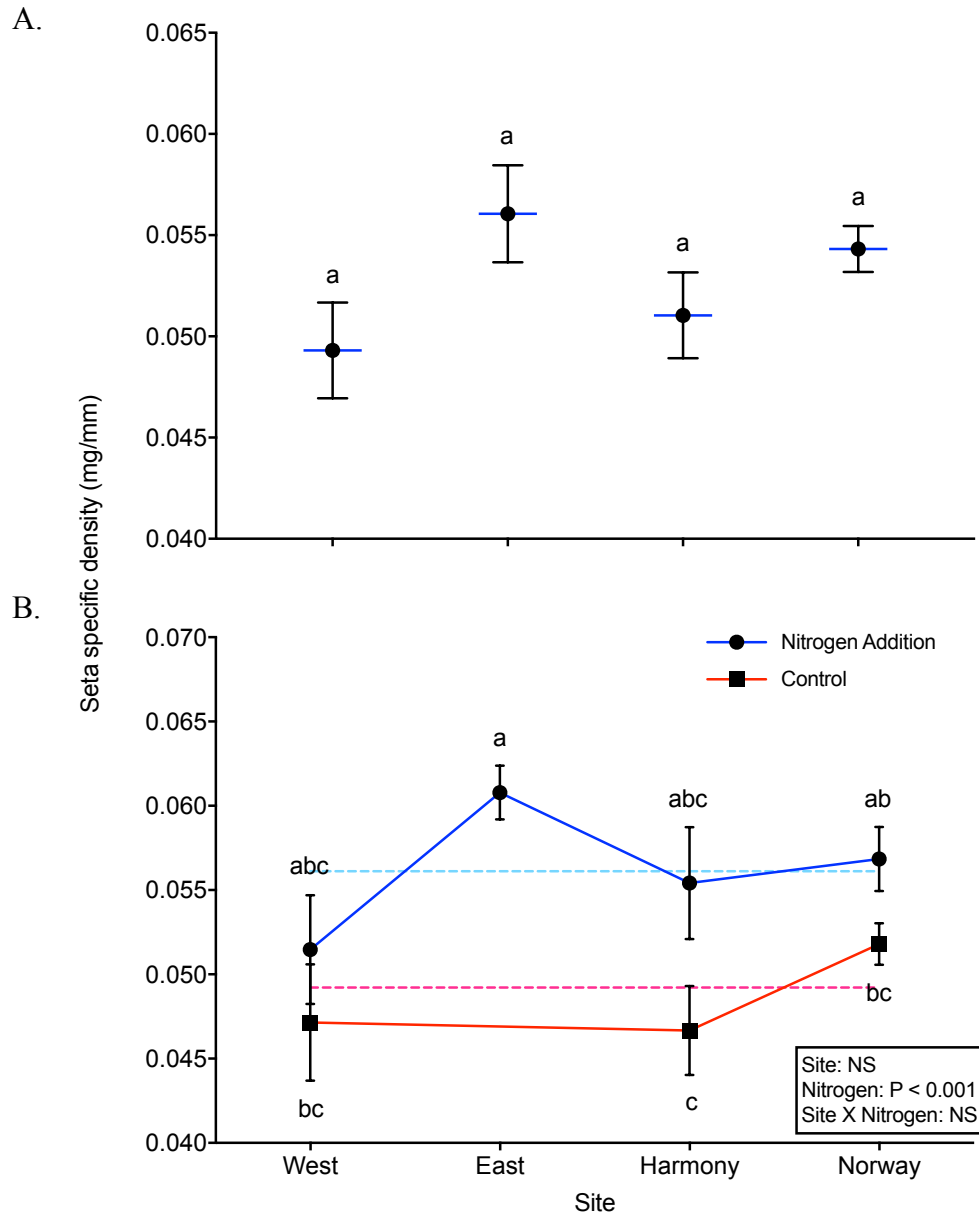 A.
0.065
0.060
0.055
0.050
0.045
0.040
a
a
a
a
Seta specific density (mg/mm)
B.
0.070
0.065
0.060
0.055
0.050
0.045
0.040
Nitrogen Addition
Control
abc
a
abc
ab
bc
c
bc
Site: NS
Nitrogen: P < 0.001
Site X Nitrogen: NS
West
East
Harmony
Norway
Site